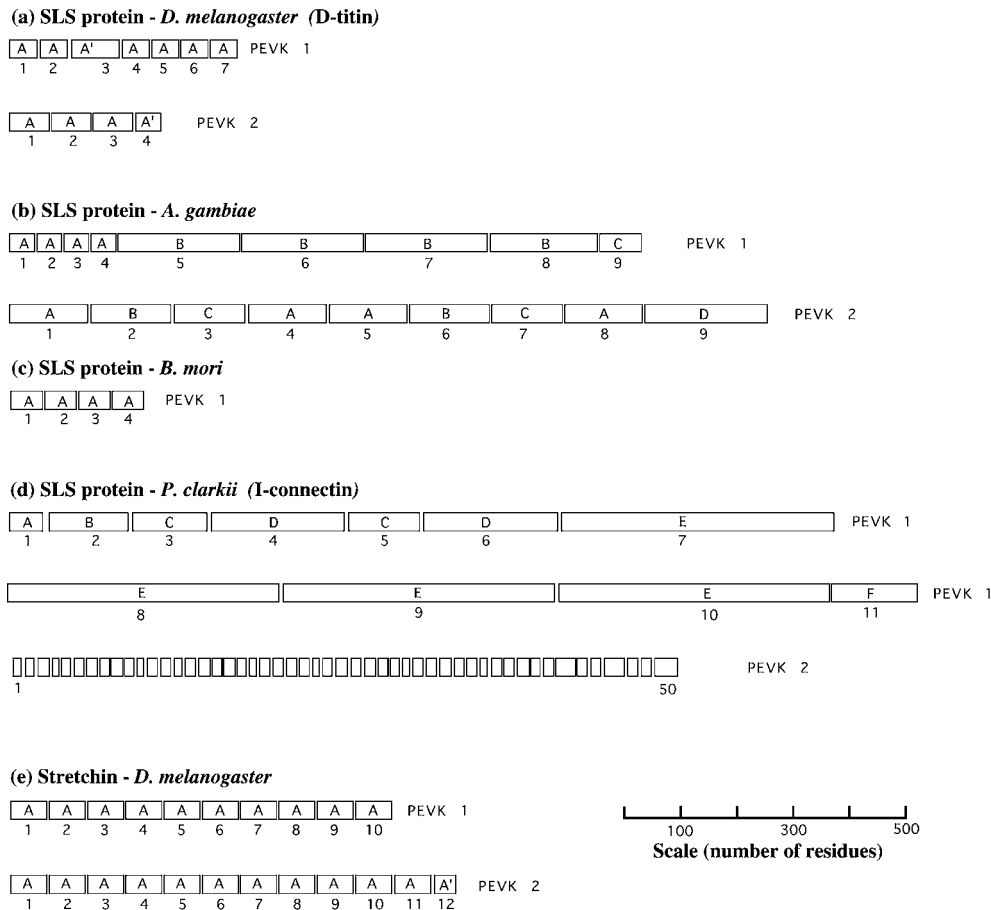 (a) SLS protein - D. melanogaster (D-titin)
A A A' A A A A PEVK 1
1 2 3 4 5 6 7
A A A A' PEVK 2
1 2 3 4
(b) SLS protein - A. gambiae
A A A A B B B B C PEVK 1
1 2 3 4 5 6 7 8 9
A B C A A B C A D PEVK 2
1 2 3 4 5 6 7 8 9
(c) SLS protein - B. mori
A A A A PEVK 1
1 2 3 4
(d) SLS protein - P. clarkii (I-connectin)
A B C D C D E PEVK 1
1 2 3 4 5 6 7
E E E F PEVK 1
8 9 10 11
PEVK 2
1 50
(e) Stretchin - D. melanogaster
A A A A A A A A A A PEVK 1
1 2 3 4 5 6 7 8 9 10
100 300 500
Scale (number of residues)
A A A A A A A A A A A A' PEVK 2
1 2 3 4 5 6 7 8 9 10 11 12